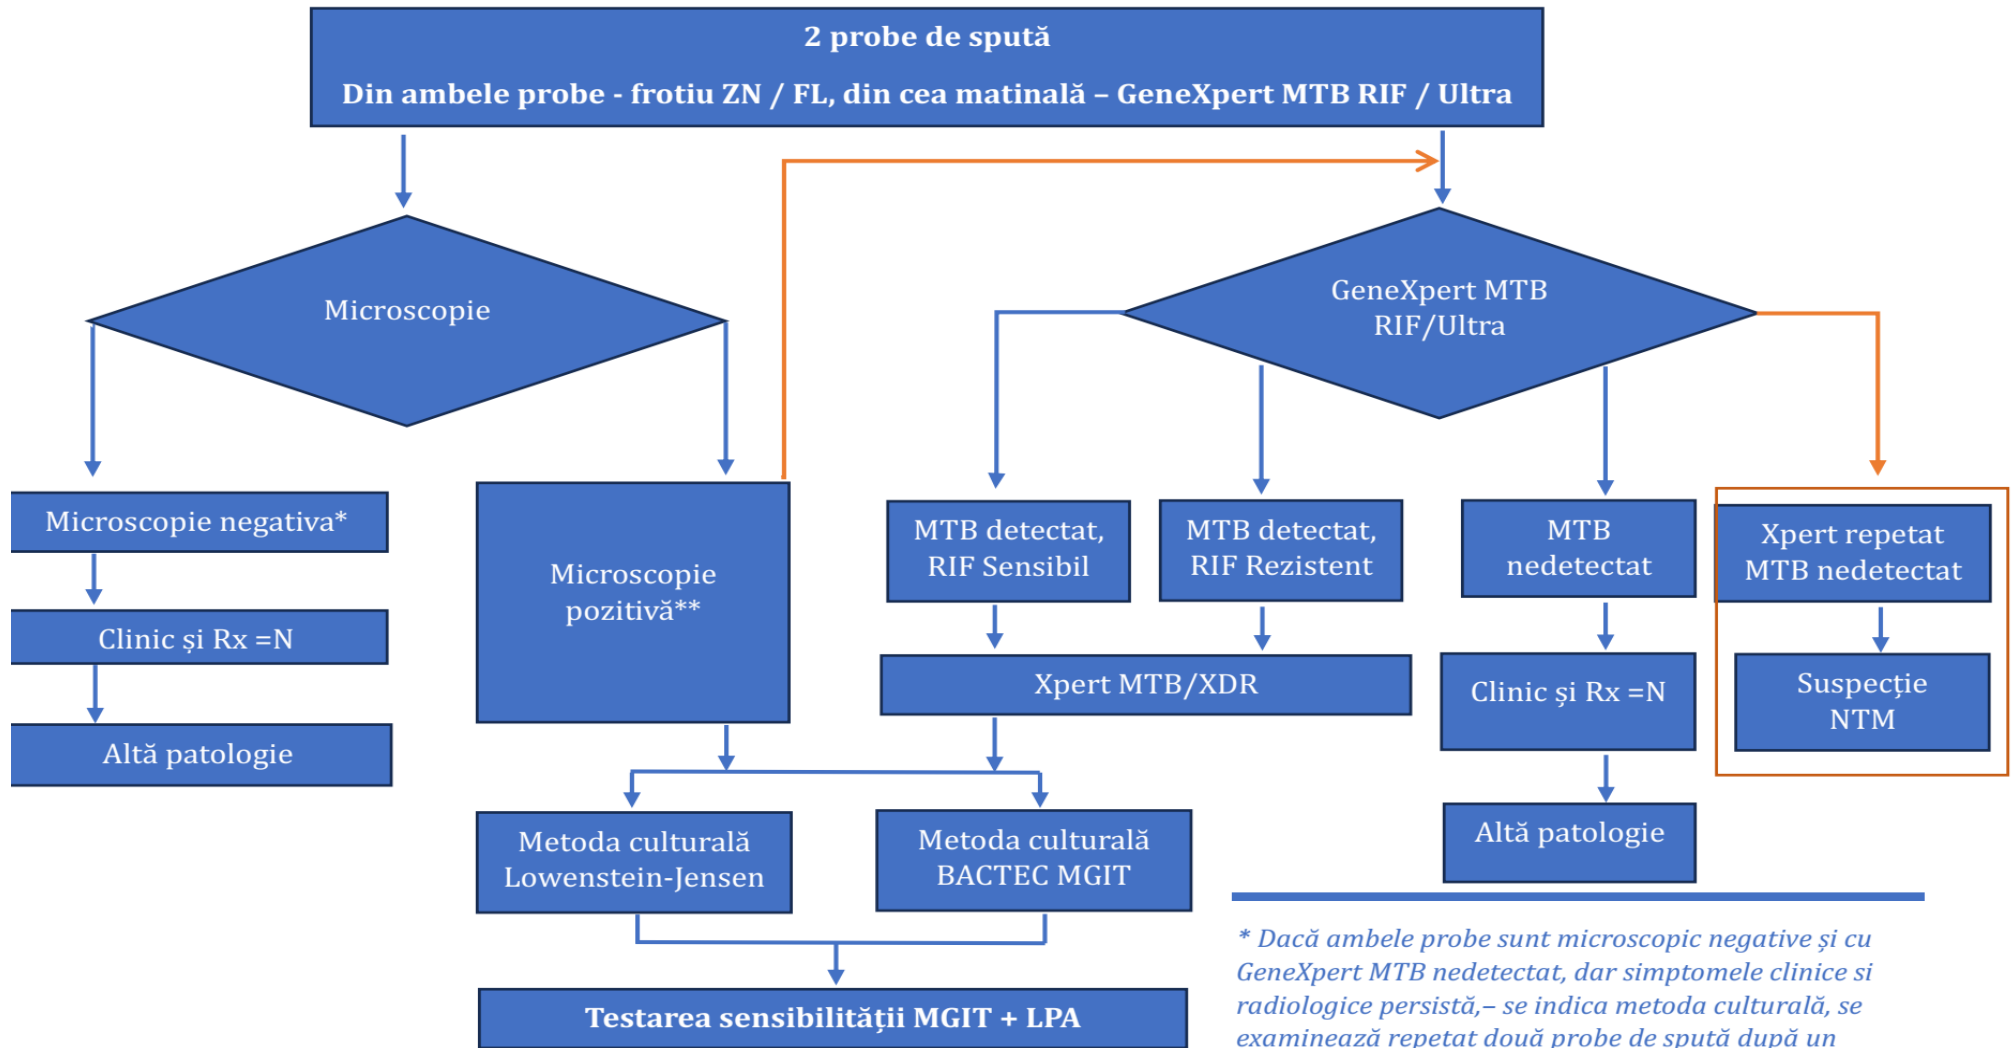 2 probe de spută
Din ambele probe - frotiu ZN / FL, din cea matinală – GeneXpert MTB RIF / Ultra
Microscopie
GeneXpert MTB
RIF/Ultra
Microscopie negativa*
Clinic și Rx =N
Altă patologie
Microscopie
pozitivă**
MTB detectat,
RIF Sensibil
MTB detectat,
RIF Rezistent
Xpert MTB/XDR
MTB
nedetectat
Clinic și Rx =N
Altă patologie
Xpert repetat
MTB nedetectat
Suspecție
NTM
Metoda culturală
Lowenstein-Jensen
Metoda culturală
BACTEC MGIT
Testarea sensibilității MGIT + LPA
* Dacă ambele probe sunt microscopic negative și cu
GeneXpert MTB nedetectat, dar simptomele clinice si
radiologice persistă,– se indica metoda culturală, se
examinează repetat două probe de spută după un